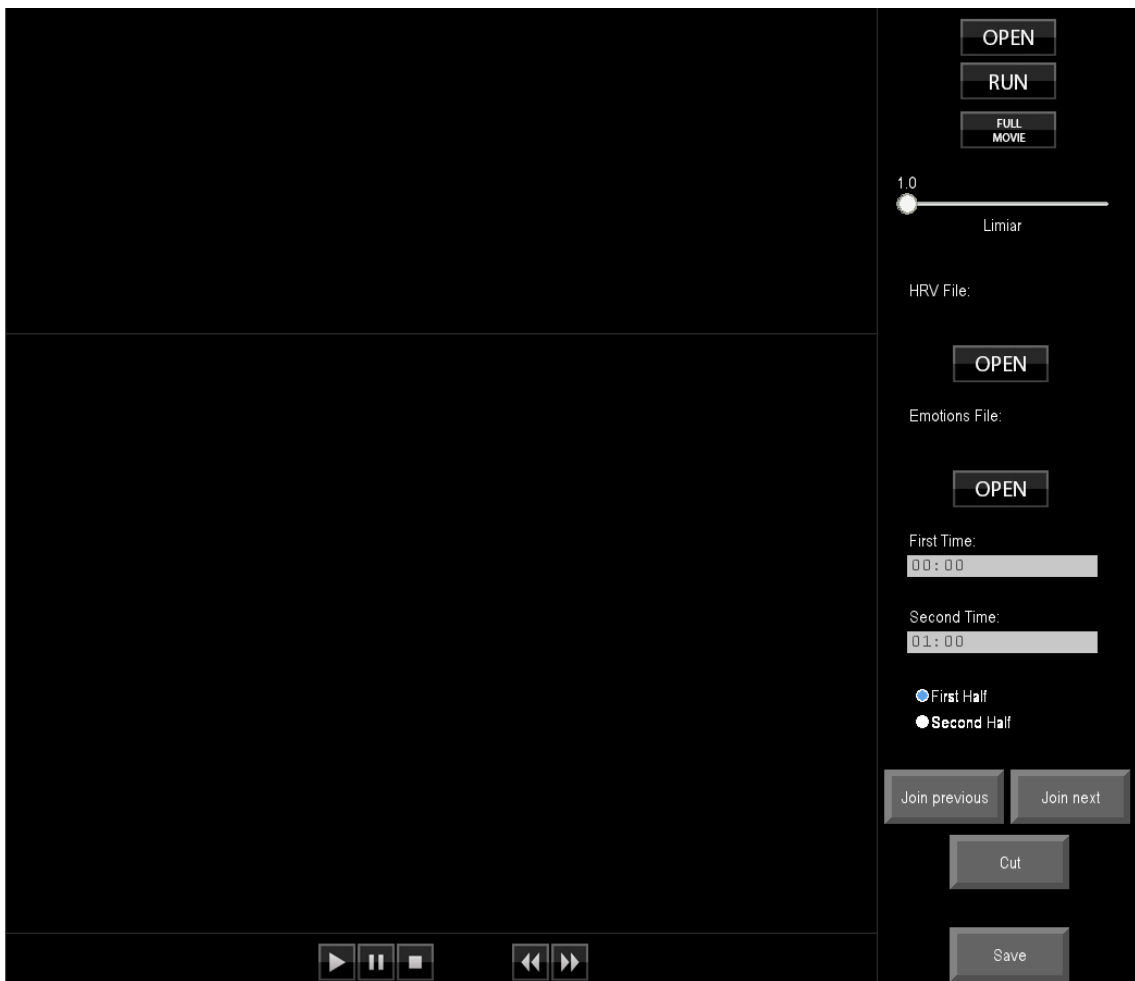 OPEN
RUN
FULL
MOVIE
1.0
Limiar
HRV File:
OPEN
Emotions File:
OPEN
First Time:
00:00
Second Time:
01:00
First Half
Second Half
Join previous
Join next
Cut
Save